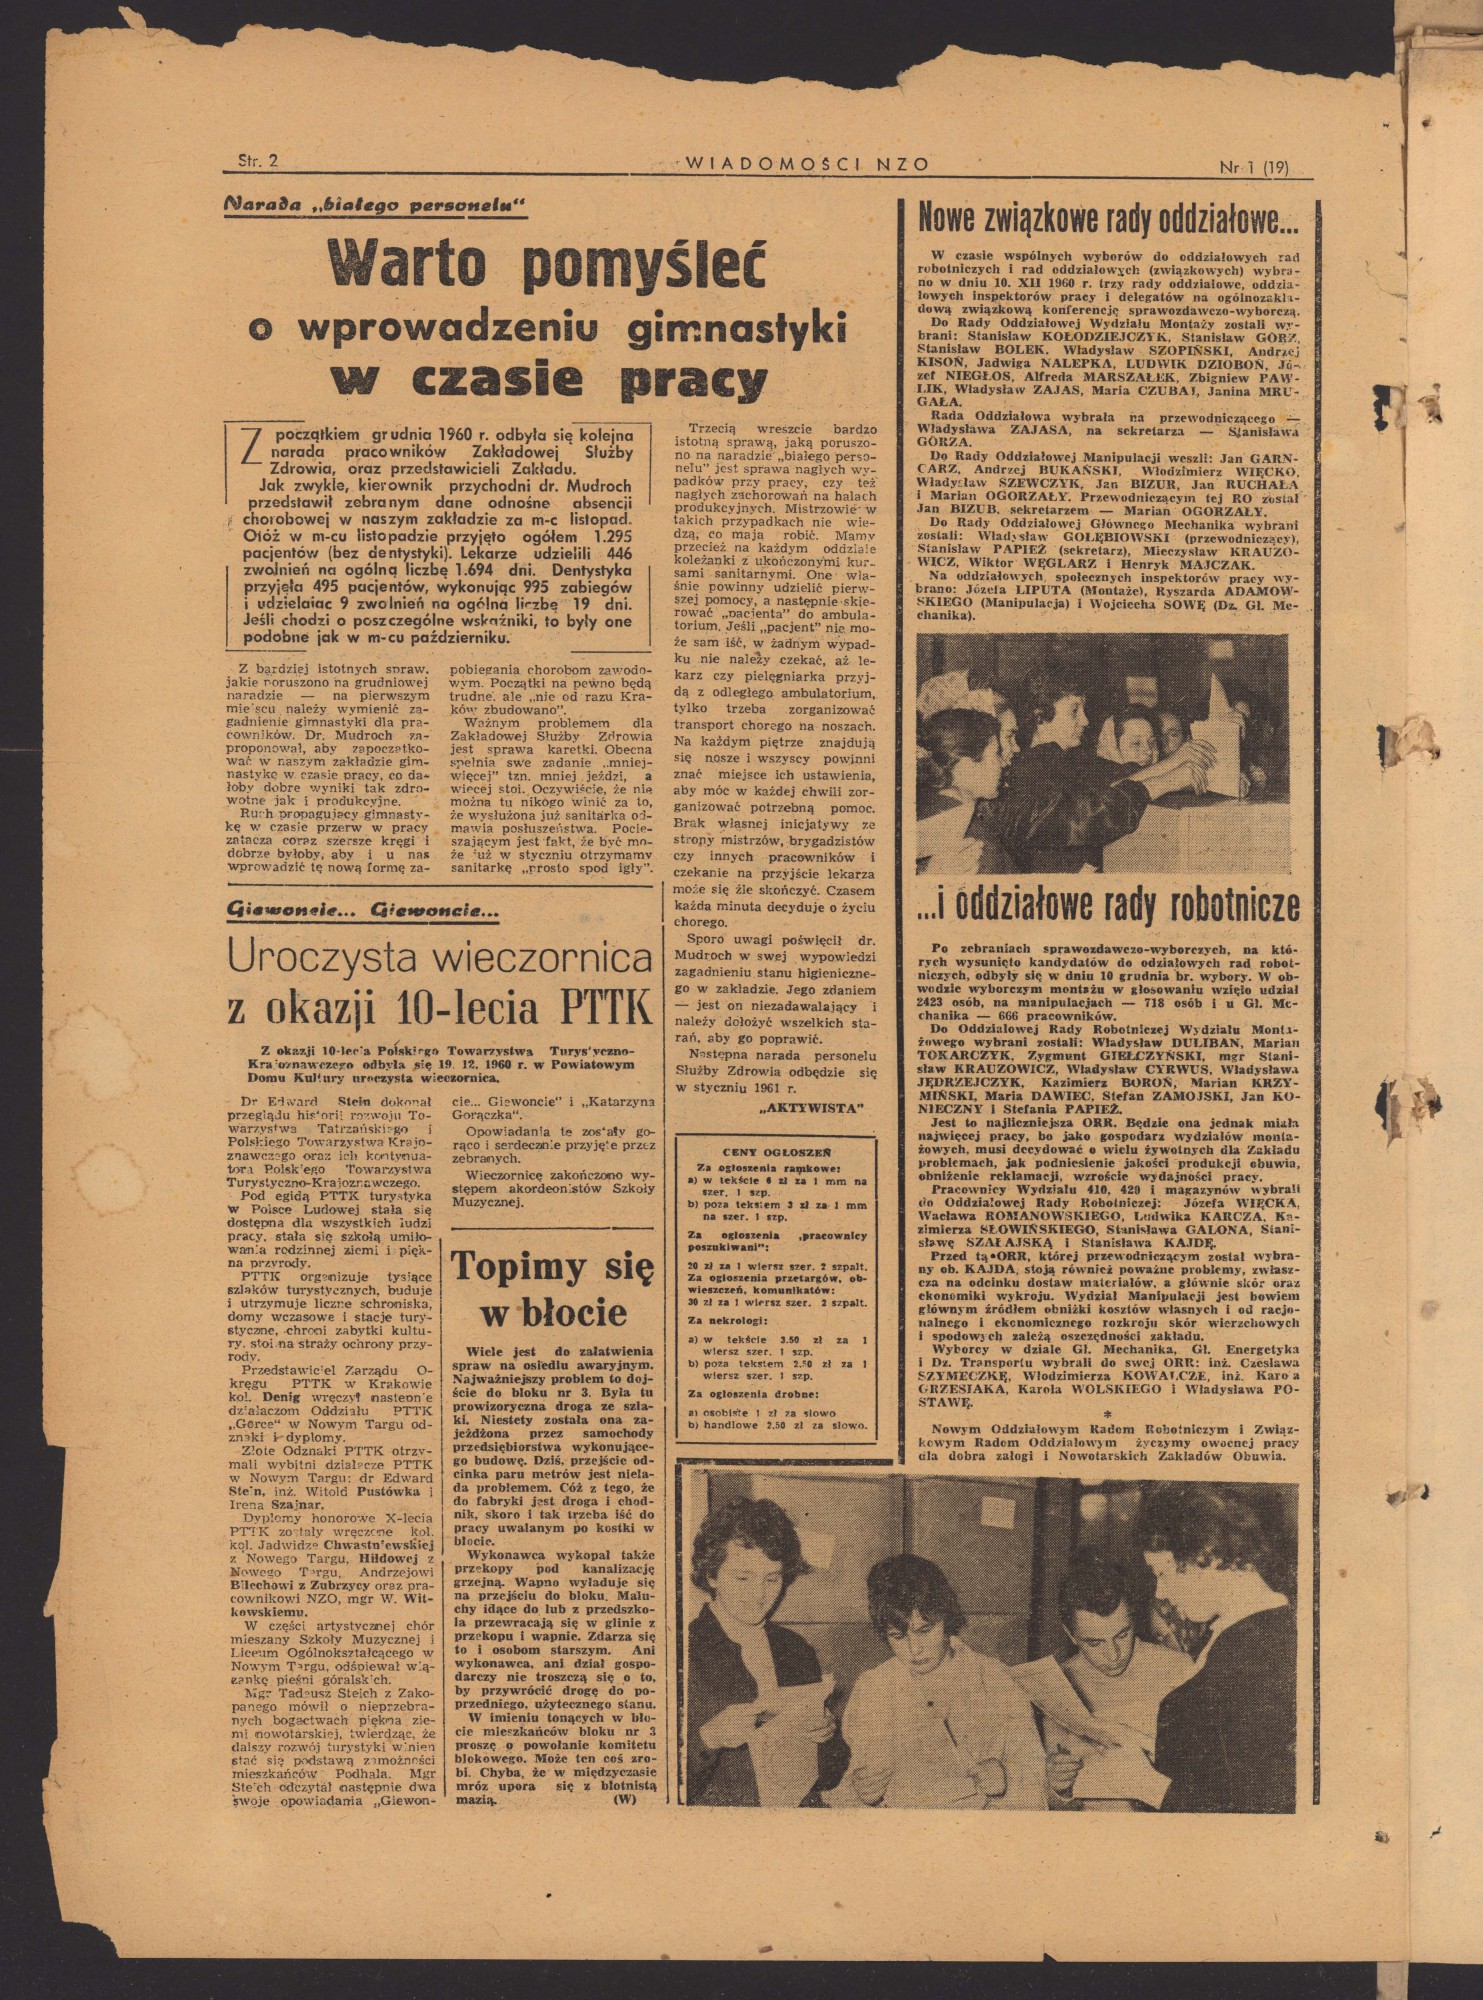 Str. 2
WIADOMOŚCI NZO
Nr 1 (19)
Narada „białego personelu“
Warto pomyśleć
o wprowadzeniu gimnastyki
w czasie pracy
Z początkiem grudnia 1960 r. odbyła się kolejna
narada pracowników Zakładowej Służby
Zdrowia, oraz przedstawicieli Zakładu.
Jak zwykle, kierownik przychodni dr. Mudroch
przedstawił zebranym dane odnośne absencji
chorobowej w naszym zakładzie za m-c listopad.
Otóż w m-cu listopadzie przyjęto ogółem 1.295
pacjentów (bez dentystyki). Lekarze udzielili 446
zwolnień na ogólną liczbę 1.694 dni. Dentystyka
przyjęła 495 pacjentów, wykonując 995 zabiegów
i udzielając 9 zwolnień na ogólną liczbę 19 dni.
Jeśli chodzi o poszczególne wskaźniki, to były one
podobne jak w m-cu październiku.
Z bardziej istotnych spraw,
jakie poruszono na grudniowej
naradzie — na pierwszym
miejscu należy wymienić za-
gadnienie gimnastyki dla pra-
cowników. Dr. Mudroch za-
proponował, aby zapoczątko-
wać w naszym zakładzie gim-
nastykę w czasie pracy, co da-
łoby dobre wyniki tak zdro-
wotne jak i produkcyjne.
Ruch propagujący gimnasty-
kę w czasie przerw w pracy
zatacza coraz szersze kręgi i
dobrze byłoby, aby i u nas
wprowadzić tę nową formę za-
pobiegania chorobom zawodo-
wym. Początki na pewno będą
trudne, ale „nie od razu Kra-
ków zbudowano”.
Ważnym problemem dla
Zakładowej Służby Zdrowia
jest sprawa karetki. Obecna
spełnia swe zadanie „mniej-
więcej” tzn. mniej jeździ, a
więcej stoi. Oczywiście, że nie
można tu nikogo winić za to,
że wysłużona już sanitarka od-
mawia posłuszeństwa. Pocie-
szającym jest fakt, że być mo-
że już w styczniu otrzymamy
sanitarkę „prosto spod igły”.
Trzecią wreszcie bardzo
istotną sprawą, jaką poruszo-
no na naradzie „białego perso-
nelu” jest sprawa nagłych wy-
padków przy pracy, czy też
nagłych zachorowań na halach
produkcyjnych. Mistrzowie w
takich przypadkach nie wie-
dzą, co mają robić. Mamy
przecież na każdym oddziale
koleżanki z ukończonymi kur-
sami sanitarnymi. One wła-
śnie powinny udzielić pierw-
szej pomocy, a następnie skie-
rować „pacjenta” do ambula-
torium. Jeśli „pacjent” nie mo-
że sam iść, w żadnym wypad-
ku nie należy czekać, aż le-
karz czy pielęgniarka przyj-
dą z odległego ambulatorium,
tylko trzeba zorganizować
transport chorego na noszach.
Na każdym piętrze znajdują
się nosze i wszyscy powinni
znać miejsce ich ustawienia,
aby móc w każdej chwili zor-
ganizować potrzebną pomoc.
Brak własnej inicjatywy ze
strony mistrzów, brygadzistów
czy innych pracowników i
czekanie na przyjście lekarza
może się źle skończyć. Czasem
każda minuta decyduje o życiu
chorego.
Sporo uwagi poświęcił dr.
Mudroch w swej wypowiedzi
zagadnieniu stanu higieniczne-
go w zakładzie. Jego zdaniem
— jest on niezadawalający i
należy dołożyć wszelkich sta-
rań, aby go poprawić.
Następna narada personelu
Służby Zdrowia odbędzie się
w styczniu 1961 r.
„AKTYWISTA”
Giewoncie... Giewoncie...
Uroczysta wieczornica
z okazji 10-lecia PTTK
Z okazji 10-lecia Polskiego Towarzystwa Turystyczno-
Krajoznawczego odbyła się 19. 12. 1960 r. w Powiatowym
Domu Kultury uroczysta wieczornica.
Dr Edward Stein dokonał
przeglądu historii rozwoju To-
warzystwa Tatrzańskiego i
Polskiego Towarzystwa Krajo-
znawczego oraz ich kontynua-
tora Polskiego Towarzystwa
Turystyczno-Krajoznawczego.
Pod egidą PTTK turystyka
w Polsce Ludowej stała się
dostępna dla wszystkich ludzi
pracy, stała się szkołą umiło-
wania rodzinnej ziemi i pięk-
na przyrody.
PTTK organizuje tysiące
szlaków turystycznych, buduje
i utrzymuje liczne schroniska,
domy wczasowe i stacje tury-
styczne, chroni zabytki kultu-
ry, stoi na straży ochrony przy-
rody.
Przedstawiciel Zarządu O-
kręgu PTTK w Krakowie
kol. Denig wręczył następnie
działaczom Oddziału PTTK
„Gorce” w Nowym Targu od-
znaki i dyplomy.
Złote Odznaki PTTK otrzy-
mali wybitni działacze PTTK
w Nowym Targu: dr Edward
Stein, inż. Witold Pustówka i
Irena Szajnar.
Dyplomy honorowe X-lecia
PTTK zostały wręczone kol.
kol. Jadwidze Chwastniewskiej
z Nowego Targu, Hildowej z
Nowego Targu, Andrzejowi
Bilechowi z Zubrzycy oraz pra-
cownikowi NZO, mgr W. Wit-
kowskiemu.
W części artystycznej chór
mieszany Szkoły Muzycznej i
Liceum Ogólnokształcącego w
Nowym Targu, odśpiewał wią-
zankę pieśni góralskich.
Mgr Tadeusz Steich z Zako-
panego mówił o nieprzebra-
nych bogactwach piękna zie-
mi nowotarskiej, twierdząc, że
dalszy rozwój turystyki winien
stać się podstawą zamożności
mieszkańców Podhala. Mgr
Steich odczytał następnie dwa
swoje opowiadania „Giewon-
cie... Giewoncie” i „Katarzyna
Gorączka”.
Opowiadania te zostały go-
rąco i serdecznie przyjęte przez
zebranych.
Wieczornicę zakończono wy-
stępem akordeonistów Szkoły
Muzycznej.
Topimy się
w błocie
Wiele jest do załatwienia
spraw na osiedlu awaryjnym.
Najważniejszy problem to doj-
ście do bloku nr 3. Była tu
prowizoryczna droga ze szla-
ki. Niestety została ona za-
jeżdżona przez samochody
przedsiębiorstwa wykonujące-
go budowę. Dziś, przejście od-
cinka paru metrów jest niela-
da problemem. Cóż z tego, że
do fabryki jest droga i chod-
nik, skoro i tak trzeba iść do
pracy uwalanym po kostki w
błocie.
Wykonawca wykopał także
przekopy pod kanalizację
grzejną. Wapno wyładuje się
na przejściu do bloku. Malu-
chy idące do lub z przedszko-
la przewracają się w glinie z
przekopu i wapnie. Zdarza się
to i osobom starszym. Ani
wykonawca, ani dział gospo-
darczy nie troszczą się o to,
by przywrócić drogę do po-
przedniego, użytecznego stanu.
W imieniu tonących w bło-
cie mieszkańców bloku nr 3
proszę o powołanie komitetu
blokowego. Może ten coś zro-
bi. Chyba, że w międzyczasie
mróz upora się z błotnistą
mazią. (W)
CENY OGŁOSZEŃ
Za ogłoszenia ramkowe:
a) w tekście 6 zł za 1 mm na
szer. 1 szp.
b) poza tekstem 3 zł za 1 mm
na szer. 1 szp.
Za ogłoszenia „pracownicy
poszukiwani”:
20 zł za 1 wiersz szer. 2 szpalt.
Za ogłoszenia przetargów, ob-
wieszczeń, komunikatów:
30 zł za 1 wiersz szer. 2 szpalt.
Za nekrologi:
a) w tekście 3.50 zł za 1
wiersz szer. 1 szp.
b) poza tekstem 2.50 zł za 1
wiersz szer. 1 szp.
Za ogłoszenia drobne:
a) osobiste 1 zł za słowo
b) handlowe 2.50 zł za słowo.
Nowe związkowe rady oddziałowe...
W czasie wspólnych wyborów do oddziałowych rad
robotniczych i rad oddziałowych (związkowych) wybra-
no w dniu 10. XII 1960 r. trzy rady oddziałowe, oddzia-
łowych inspektorów pracy i delegatów na ogólnozakła-
dową związkową konferencję sprawozdawczo-wyborczą.
Do Rady Oddziałowej Wydziału Montaży zostali wy-
brani: Stanisław KOŁODZIEJCZYK, Stanisław GÓRZ,
Stanisław BOLEK, Władysław SZOPIŃSKI, Andrzej
KISOŃ, Jadwiga NALEPKA, LUDWIK DZIOBOŃ, Jó-
zef NIEGŁOS, Alfreda MARSZAŁEK, Zbigniew PAW-
LIK, Władysław ZAJAS, Maria CZUBAJ, Janina MRU-
GAŁA.
Rada Oddziałowa wybrała na przewodniczącego —
Władysława ZAJASA, na sekretarza — Stanisława
GÓRZA.
Do Rady Oddziałowej Manipulacji weszli: Jan GARN-
CARZ, Andrzej BUKAŃSKI, Włodzimierz WIĘCKO,
Władysław SZEWCZYK, Jan BIZUR, Jan RUCHAŁA
i Marian OGORZAŁY. Przewodniczącym tej RO został
Jan BIZUB, sekretarzem — Marian OGORZAŁY.
Do Rady Oddziałowej Głównego Mechanika wybrani
zostali: Władysław GOŁĘBIOWSKI (przewodniczący),
Stanisław PAPIEŻ (sekretarz), Mieczysław KRAUZO-
WICZ, Wiktor WĘGLARZ i Henryk MAJCZAK.
Na oddziałowych, społecznych inspektorów pracy wy-
brano: Józefa LIPUTA (Montaże), Ryszarda ADAMOW-
SKIEGO (Manipulacja) i Wojciecha SOWĘ (Dz. Gł. Me-
chanika).
...i oddziałowe rady robotnicze
Po zebraniach sprawozdawczo-wyborczych, na któ-
rych wysunięto kandydatów do odziałowych rad robot-
niczych, odbyły się w dniu 10 grudnia br. wybory. W ob-
wodzie wyborczym montażu w głosowaniu wzięło udział
2423 osób, na manipulacjach — 718 osób i u Gł. Me-
chanika — 666 pracowników.
Do Oddziałowej Rady Robotniczej Wydziału Monta-
żowego wybrani zostali: Władysław DULIBAN, Marian
TOKARCZYK, Zygmunt GIEŁCZYŃSKI, mgr Stani-
sław KRAUZOWICZ, Władysław CYRWUS, Władysława
JĘDRZEJCZYK, Kazimierz BOROŃ, Marian KRZY-
MIŃSKI, Maria DAWIEC, Stefan ZAMOJSKI, Jan KO-
NIECZNY i Stefania PAPIEŻ.
Jest to najliczniejsza ORR. Będzie ona jednak miała
najwięcej pracy, bo jako gospodarz wydziałów monta-
żowych, musi decydować o wielu żywotnych dla Zakładu
problemach, jak podniesienie jakości produkcji obuwia,
obniżenie reklamacji, wzroście wydajności pracy.
Pracownicy Wydziału 410, 420 i magazynów wybrali
do Oddziałowej Rady Robotniczej: Józefa WIĘCKA,
Wacława ROMANOWSKIEGO, Ludwika KARCZA, Ka-
zimierza SŁOWIŃSKIEGO, Stanisława GALONA, Stani-
sławę SZAŁAJSKĄ i Stanisława KAJDĘ.
Przed tą ORR, której przewodniczącym został wybra-
ny ob. KAJDA, stoją również poważne problemy, zwłasz-
cza na odcinku dostaw materiałów, a głównie skór oraz
ekonomiki wykroju. Wydział Manipulacji jest bowiem
głównym źródłem obniżki kosztów własnych i od racjo-
nalnego i ekonomicznego rozkroju skór wierzchowych
i spodowych zależą oszczędności zakładu.
Wyborcy w dziale Gł. Mechanika, Gł. Energetyka
i Dz. Transportu wybrali do swej ORR: inż. Czesława
SZYMECZKĘ, Włodzimierza KOWALCZE, inż. Karola
GRZESIAKA, Karola WOLSKIEGO i Władysława PO-
STAWĘ.
*
Nowym Oddziałowym Radom Robotniczym i Związ-
kowym Radom Oddziałowym życzymy owocnej pracy
dla dobra załogi i Nowotarskich Zakładów Obuwia.